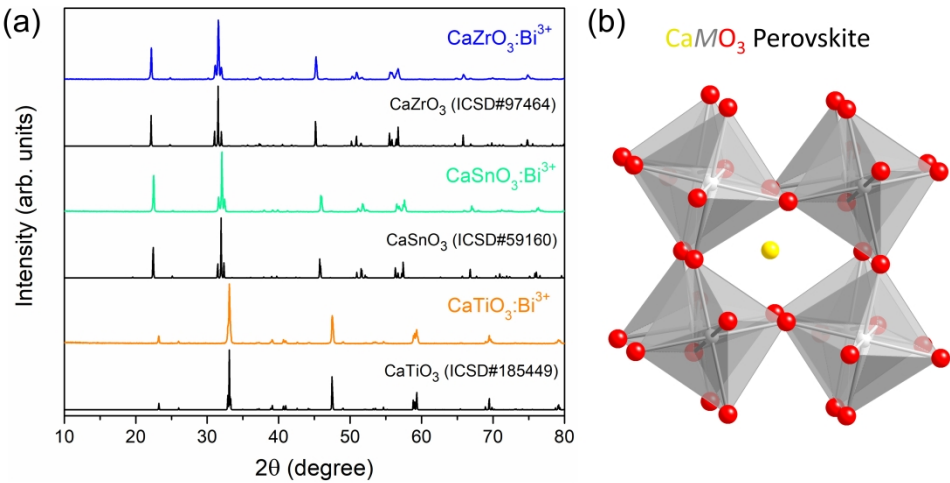 (a)
CaZrO₃:Bi³⁺
CaZrO₃ (ICSD#97464)
CaSnO₃:Bi³⁺
CaSnO₃ (ICSD#59160)
CaTiO₃:Bi³⁺
CaTiO₃ (ICSD#185449)
Intensity (arb. units)
10 20 30 40 50 60 70 80
2θ (degree)
(b)
CaMO₃ Perovskite